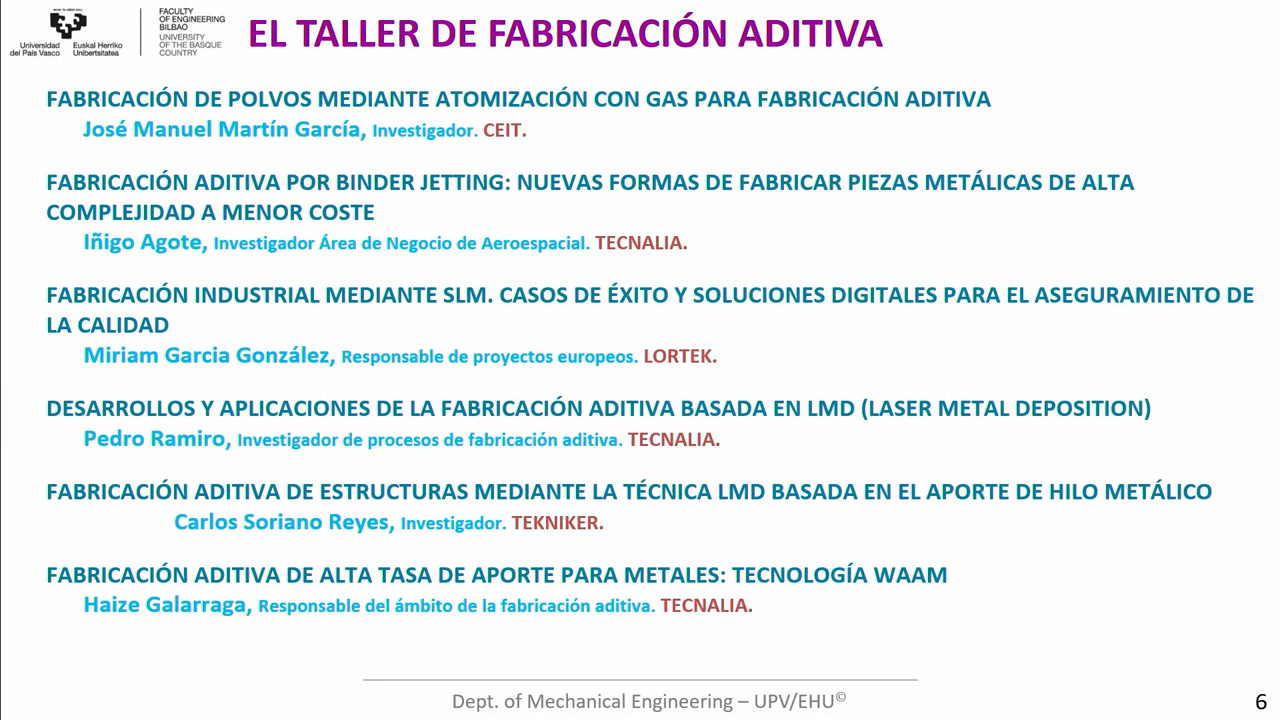 Universidad del País Vasco
Euskal Herriko Unibertsitatea
FACULTY
OF ENGINEERING
BILBAO
UNIVERSITY
OF THE BASQUE
COUNTRY
EL TALLER DE FABRICACIÓN ADITIVA
FABRICACIÓN DE POLVOS MEDIANTE ATOMIZACIÓN CON GAS PARA FABRICACIÓN ADITIVA
José Manuel Martín García, Investigador. CEIT.
FABRICACIÓN ADITIVA POR BINDER JETTING: NUEVAS FORMAS DE FABRICAR PIEZAS METÁLICAS DE ALTA
COMPLEJIDAD A MENOR COSTE
Iñigo Agote, Investigador Área de Negocio de Aeroespacial. TECNALIA.
FABRICACIÓN INDUSTRIAL MEDIANTE SLM. CASOS DE ÉXITO Y SOLUCIONES DIGITALES PARA EL ASEGURAMIENTO DE
LA CALIDAD
Miriam Garcia González, Responsable de proyectos europeos. LORTEK.
DESARROLLOS Y APLICACIONES DE LA FABRICACIÓN ADITIVA BASADA EN LMD (LASER METAL DEPOSITION)
Pedro Ramiro, Investigador de procesos de fabricación aditiva. TECNALIA.
FABRICACIÓN ADITIVA DE ESTRUCTURAS MEDIANTE LA TÉCNICA LMD BASADA EN EL APORTE DE HILO METÁLICO
Carlos Soriano Reyes, Investigador. TEKNIKER.
FABRICACIÓN ADITIVA DE ALTA TASA DE APORTE PARA METALES: TECNOLOGÍA WAAM
Haize Galarraga, Responsable del ámbito de la fabricación aditiva. TECNALIA.
Dept. of Mechanical Engineering – UPV/EHU©
6